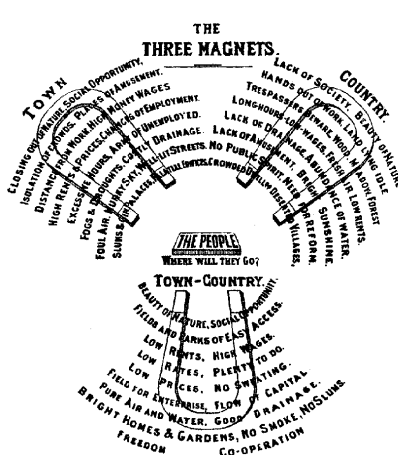 THE
THREE MAGNETS.
TOWN
CLOSING OUT OF NATURE. SOCIAL OPPORTUNITY.
ISOLATION OF CROWDS. PLACES OF AMUSEMENT.
DISTANCE FROM WORK. HIGH MONEY WAGES
HIGH RENTS & PRICES. CHANCES OF EMPLOYMENT.
EXCESSIVE HOURS. ARMY OF UNEMPLOYED.
FOGS & DROUGHTS. COSTLY DRAINAGE.
FOUL AIR. MURKY SKY. WELL-LIT STREETS.
SLUMS & GIN PALACES.
COUNTRY.
LACK OF SOCIETY. BEAUTY OF NATURE.
HANDS OUT OF WORK. LAND LYING IDLE
TRESPASSERS BEWARE. WOOD, MEADOW, FOREST
LONG HOURS-LOW WAGES. FRESH AIR. LOW RENTS.
LACK OF DRAINAGE. ABUNDANCE OF WATER.
LACK OF AMUSEMENT. BRIGHT SUNSHINE.
NO PUBLIC SPIRIT. NEED FOR REFORM.
CROWDED DWELLINGS. DESERTED VILLAGES.
THE PEOPLE
WHERE WILL THEY GO?
TOWN-COUNTRY.
BEAUTY OF NATURE, SOCIAL OPPORTUNITY.
FIELDS AND PARKS OF EASY ACCESS.
LOW RENTS, HIGH WAGES.
LOW RATES, PLENTY TO DO.
LOW PRICES, NO SWEATING.
FIELD FOR ENTERPRISE, FLOW OF CAPITAL
PURE AIR AND WATER, GOOD DRAINAGE.
BRIGHT HOMES & GARDENS, NO SMOKE, NO SLUMS.
FREEDOM CO-OPERATION